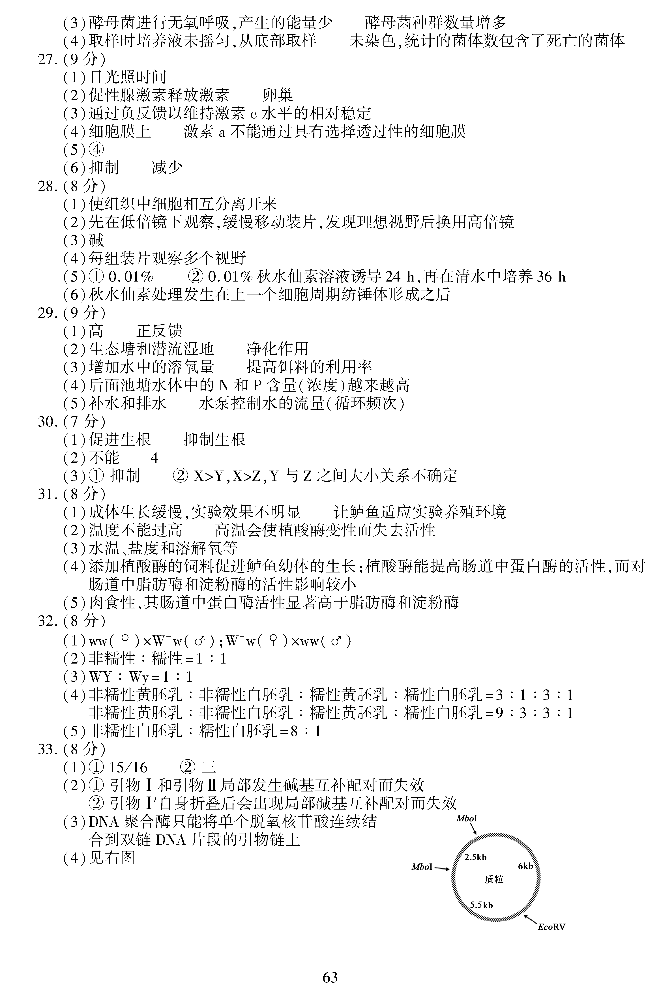 (3)酵母菌进行无氧呼吸,产生的能量少　　酵母菌种群数量增多
(4)取样时培养液未摇匀,从底部取样　　未染色,统计的菌体数包含了死亡的菌体
27.(9 分)
(1)日光照时间
(2)促性腺激素释放激素　　卵巢
(3)通过负反馈以维持激素 c 水平的相对稳定
(4)细胞膜上　　激素 a 不能通过具有选择透过性的细胞膜
(5)④
(6)抑制　　减少
28.(8 分)
(1)使组织中细胞相互分离开来
(2)先在低倍镜下观察,缓慢移动装片,发现理想视野后换用高倍镜
(3)碱
(4)每组装片观察多个视野
(5)① 0.01%　　② 0.01%秋水仙素溶液诱导 24 h,再在清水中培养 36 h
(6)秋水仙素处理发生在上一个细胞周期纺锤体形成之后
29.(9 分)
(1)高　　正反馈
(2)生态塘和潜流湿地　　净化作用
(3)增加水中的溶氧量　　提高饵料的利用率
(4)后面池塘水体中的 N 和 P 含量(浓度)越来越高
(5)补水和排水　　水泵控制水的流量(循环频次)
30.(7 分)
(1)促进生根　　抑制生根
(2)不能　　4
(3)① 抑制　　② X>Y,X>Z,Y 与 Z 之间大小关系不确定
31.(8 分)
(1)成体生长缓慢,实验效果不明显　　让鲈鱼适应实验养殖环境
(2)温度不能过高　　高温会使植酸酶变性而失去活性
(3)水温、盐度和溶解氧等
(4)添加植酸酶的饲料促进鲈鱼幼体的生长;植酸酶能提高肠道中蛋白酶的活性,而对
肠道中脂肪酶和淀粉酶的活性影响较小
(5)肉食性,其肠道中蛋白酶活性显著高于脂肪酶和淀粉酶
32.(8 分)
(1)ww(♀)×W⁻w(♂);W⁻w(♀)×ww(♂)
(2)非糯性∶糯性=1∶1
(3)WY∶Wy=1∶1
(4)非糯性黄胚乳∶非糯性白胚乳∶糯性黄胚乳∶糯性白胚乳=3∶1∶3∶1
非糯性黄胚乳∶非糯性白胚乳∶糯性黄胚乳∶糯性白胚乳=9∶3∶3∶1
(5)非糯性白胚乳∶糯性白胚乳=8∶1
33.(8 分)
(1)① 15/16　　② 三
(2)① 引物Ⅰ和引物Ⅱ局部发生碱基互补配对而失效
② 引物Ⅰ′自身折叠后会出现局部碱基互补配对而失效
(3)DNA 聚合酶只能将单个脱氧核苷酸连续结
合到双链 DNA 片段的引物链上
(4)见右图
MboI
2.5kb
MboI
6kb
质粒
5.5kb
EcoRV
— 63 —